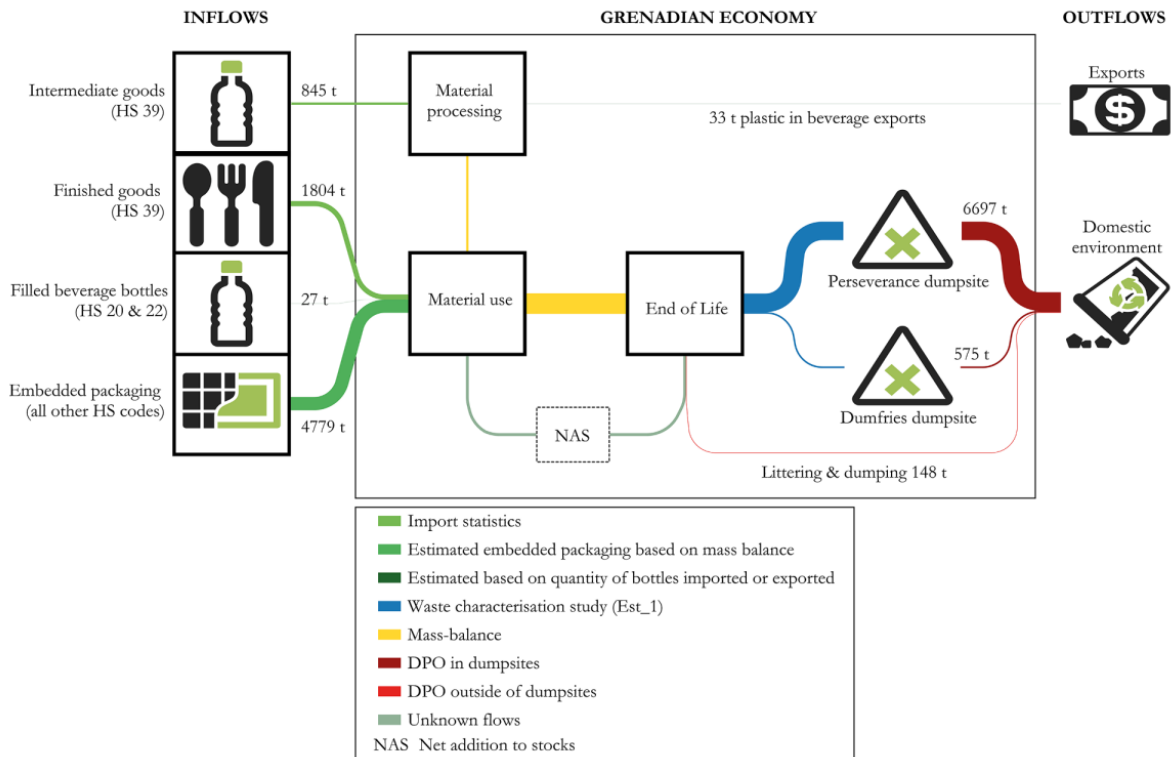 INFLOWS
GRENADIAN ECONOMY
OUTFLOWS
Intermediate goods
(HS 39)
845 t
Material
processing
33 t plastic in beverage exports
Exports
Finished goods
(HS 39)
1804 t
Filled beverage bottles
(HS 20 & 22)
27 t
Material use
End of Life
6697 t
Perseverance dumpsite
Domestic
environment
575 t
Dumfries dumpsite
Embedded packaging
(all other HS codes)
4779 t
NAS
Littering & dumping 148 t
Import statistics
Estimated embedded packaging based on mass balance
Estimated based on quantity of bottles imported or exported
Waste characterisation study (Est_1)
Mass-balance
DPO in dumpsites
DPO outside of dumpsites
Unknown flows
NAS Net addition to stocks